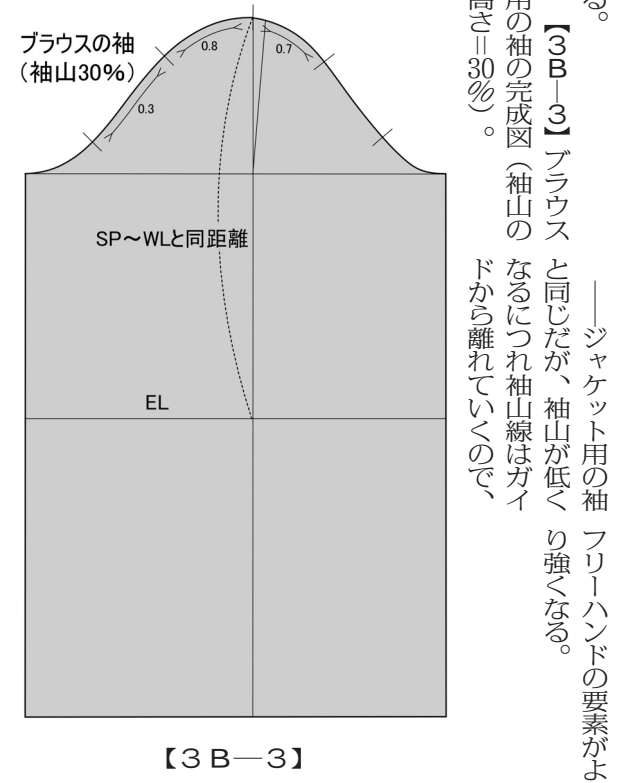 る。
【3B―3】ブラウス
用の袖の完成図（袖山の
高さ＝30％）。
――ジャケット用の袖
と同じだが、袖山が低く
なるにつれ袖山線はガイ
ドから離れていくので、
フリーハンドの要素がよ
り強くなる。
ブラウスの袖
（袖山30%）
0.8
0.7
0.3
SP～WLと同距離
EL
【3B―3】